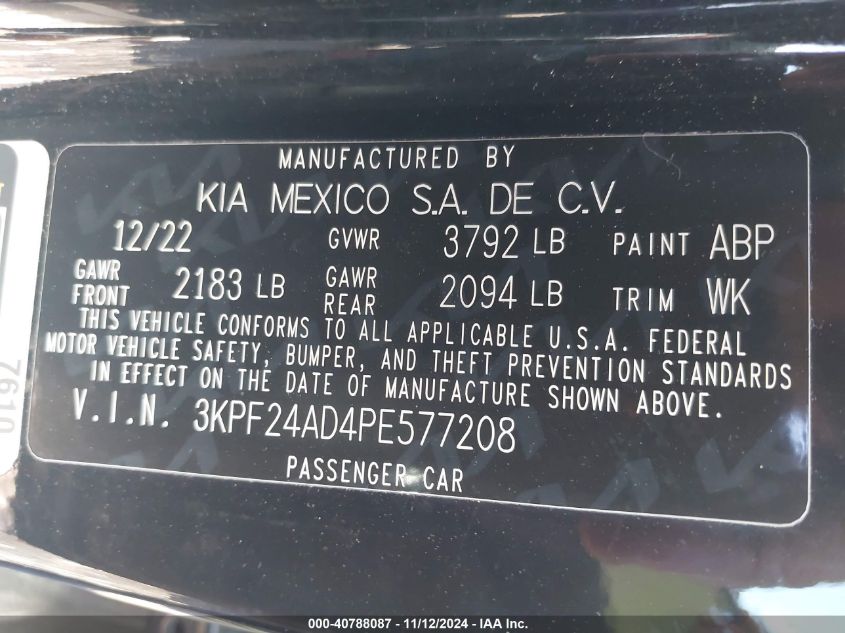 MANUFACTURED BY
KIA MEXICO S.A. DE C.V.
12/22 GVWR 3792 LB PAINT ABP
GAWR FRONT 2183 LB GAWR REAR 2094 LB TRIM WK
THIS VEHICLE CONFORMS TO ALL APPLICABLE U.S.A. FEDERAL
MOTOR VEHICLE SAFETY, BUMPER, AND THEFT PREVENTION STANDARDS
IN EFFECT ON THE DATE OF MANUFACTURE SHOWN ABOVE.
V.I.N. 3KPF24AD4PE577208
PASSENGER CAR
000-40788087 - 11/12/2024 - IAA Inc.